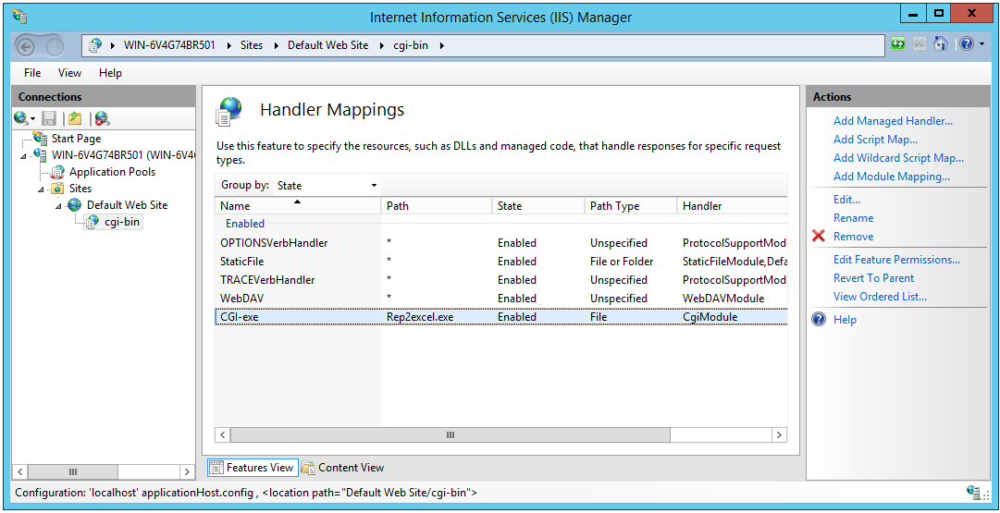 Internet Information Services (IIS) Manager
WIN-6V4G74BR501 Sites Default Web Site cgi-bin
File View Help
Connections
Start Page
WIN-6V4G74BR501 (WIN-6V4
Application Pools
Sites
Default Web Site
cgi-bin
Handler Mappings
Use this feature to specify the resources, such as DLLs and managed code, that handle responses for specific request
types.
Group by: State
Name Path State Path Type Handler
Enabled
OPTIONSVerbHandler * Enabled Unspecified ProtocolSupportMod
StaticFile * Enabled File or Folder StaticFileModule,Defa
TRACEVerbHandler * Enabled Unspecified ProtocolSupportMod
WebDAV * Enabled Unspecified WebDAVModule
CGI-exe Rep2excel.exe Enabled File CgiModule
Features View Content View
Actions
Add Managed Handler...
Add Script Map...
Add Wildcard Script Map...
Add Module Mapping...
Edit...
Rename
Remove
Edit Feature Permissions...
Revert To Parent
View Ordered List...
Help
Configuration: 'localhost' applicationHost.config , <location path="Default Web Site/cgi-bin">